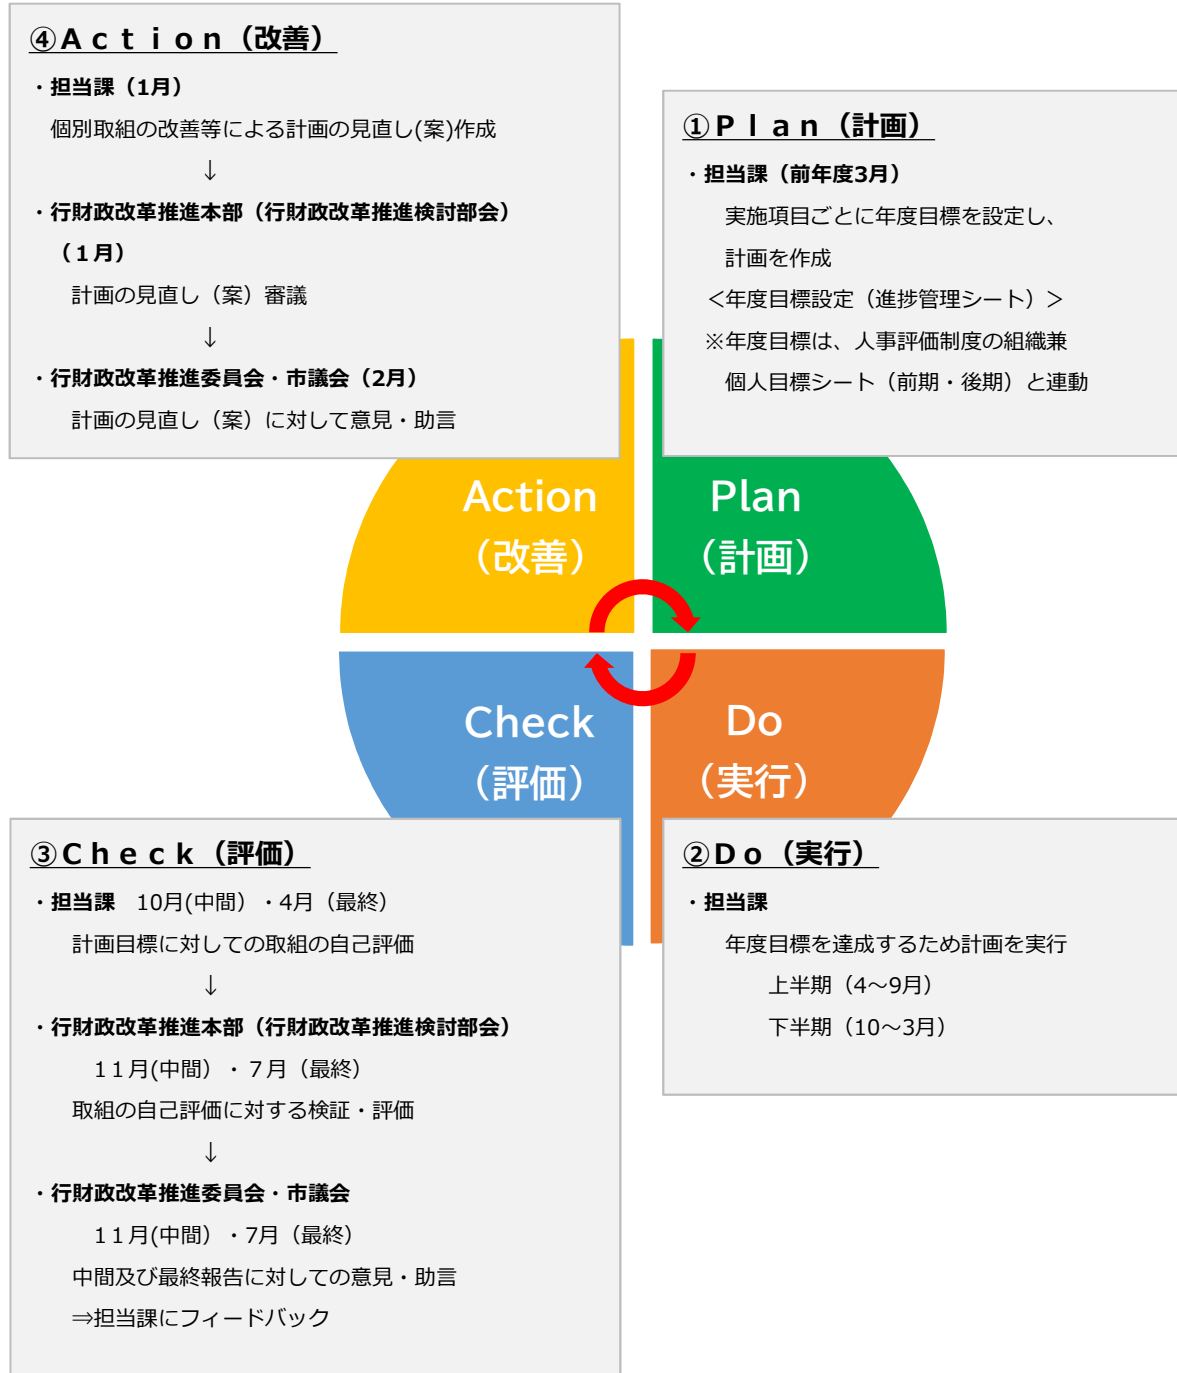 ④Ａｃｔｉｏｎ（改善）
・担当課（1月）
個別取組の改善等による計画の見直し(案)作成
↓
・行財政改革推進本部（行財政改革推進検討部会）
（１月）
計画の見直し（案）審議
↓
・行財政改革推進委員会・市議会（2月）
計画の見直し（案）に対して意見・助言
①Ｐｌａｎ（計画）
・担当課（前年度3月）
実施項目ごとに年度目標を設定し、
計画を作成
＜年度目標設定（進捗管理シート）＞
※年度目標は、人事評価制度の組織兼
個人目標シート（前期・後期）と連動
Action
（改善）
Plan
（計画）
Check
（評価）
Do
（実行）
③Ｃｈｅｃｋ（評価）
・担当課　10月(中間）・4月（最終）
計画目標に対しての取組の自己評価
↓
・行財政改革推進本部（行財政改革推進検討部会）
１１月(中間）・７月（最終）
取組の自己評価に対する検証・評価
↓
・行財政改革推進委員会・市議会
１１月(中間）・7月（最終）
中間及び最終報告に対しての意見・助言
⇒担当課にフィードバック
②Ｄｏ（実行）
・担当課
年度目標を達成するため計画を実行
上半期（4～9月）
下半期（10～3月）